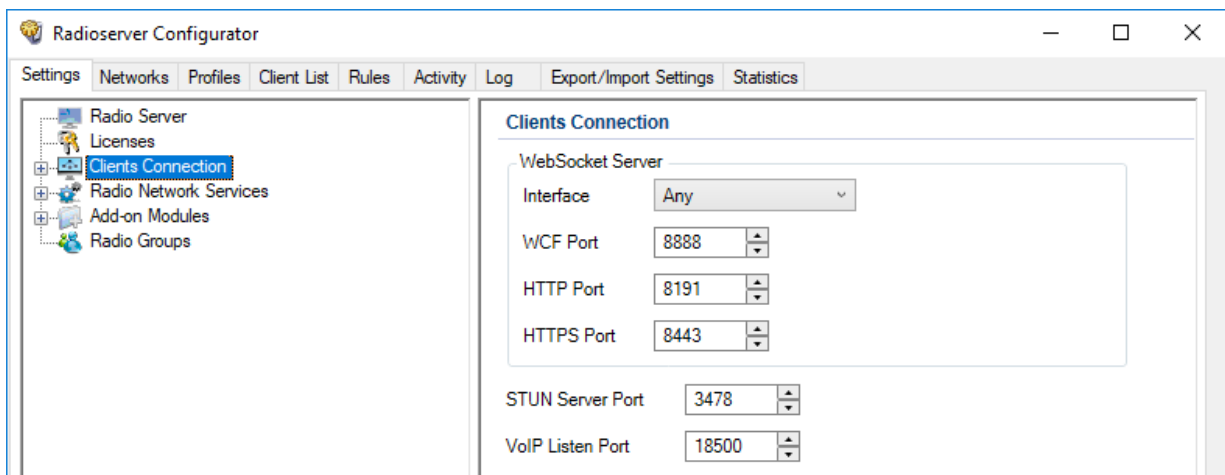 Radioserver Configurator
Settings Networks Profiles Client List Rules Activity Log Export/Import Settings Statistics
Radio Server
Licenses
Clients Connection
Radio Network Services
Add-on Modules
Radio Groups
Clients Connection
WebSocket Server
Interface Any
WCF Port 8888
HTTP Port 8191
HTTPS Port 8443
STUN Server Port 3478
VoIP Listen Port 18500